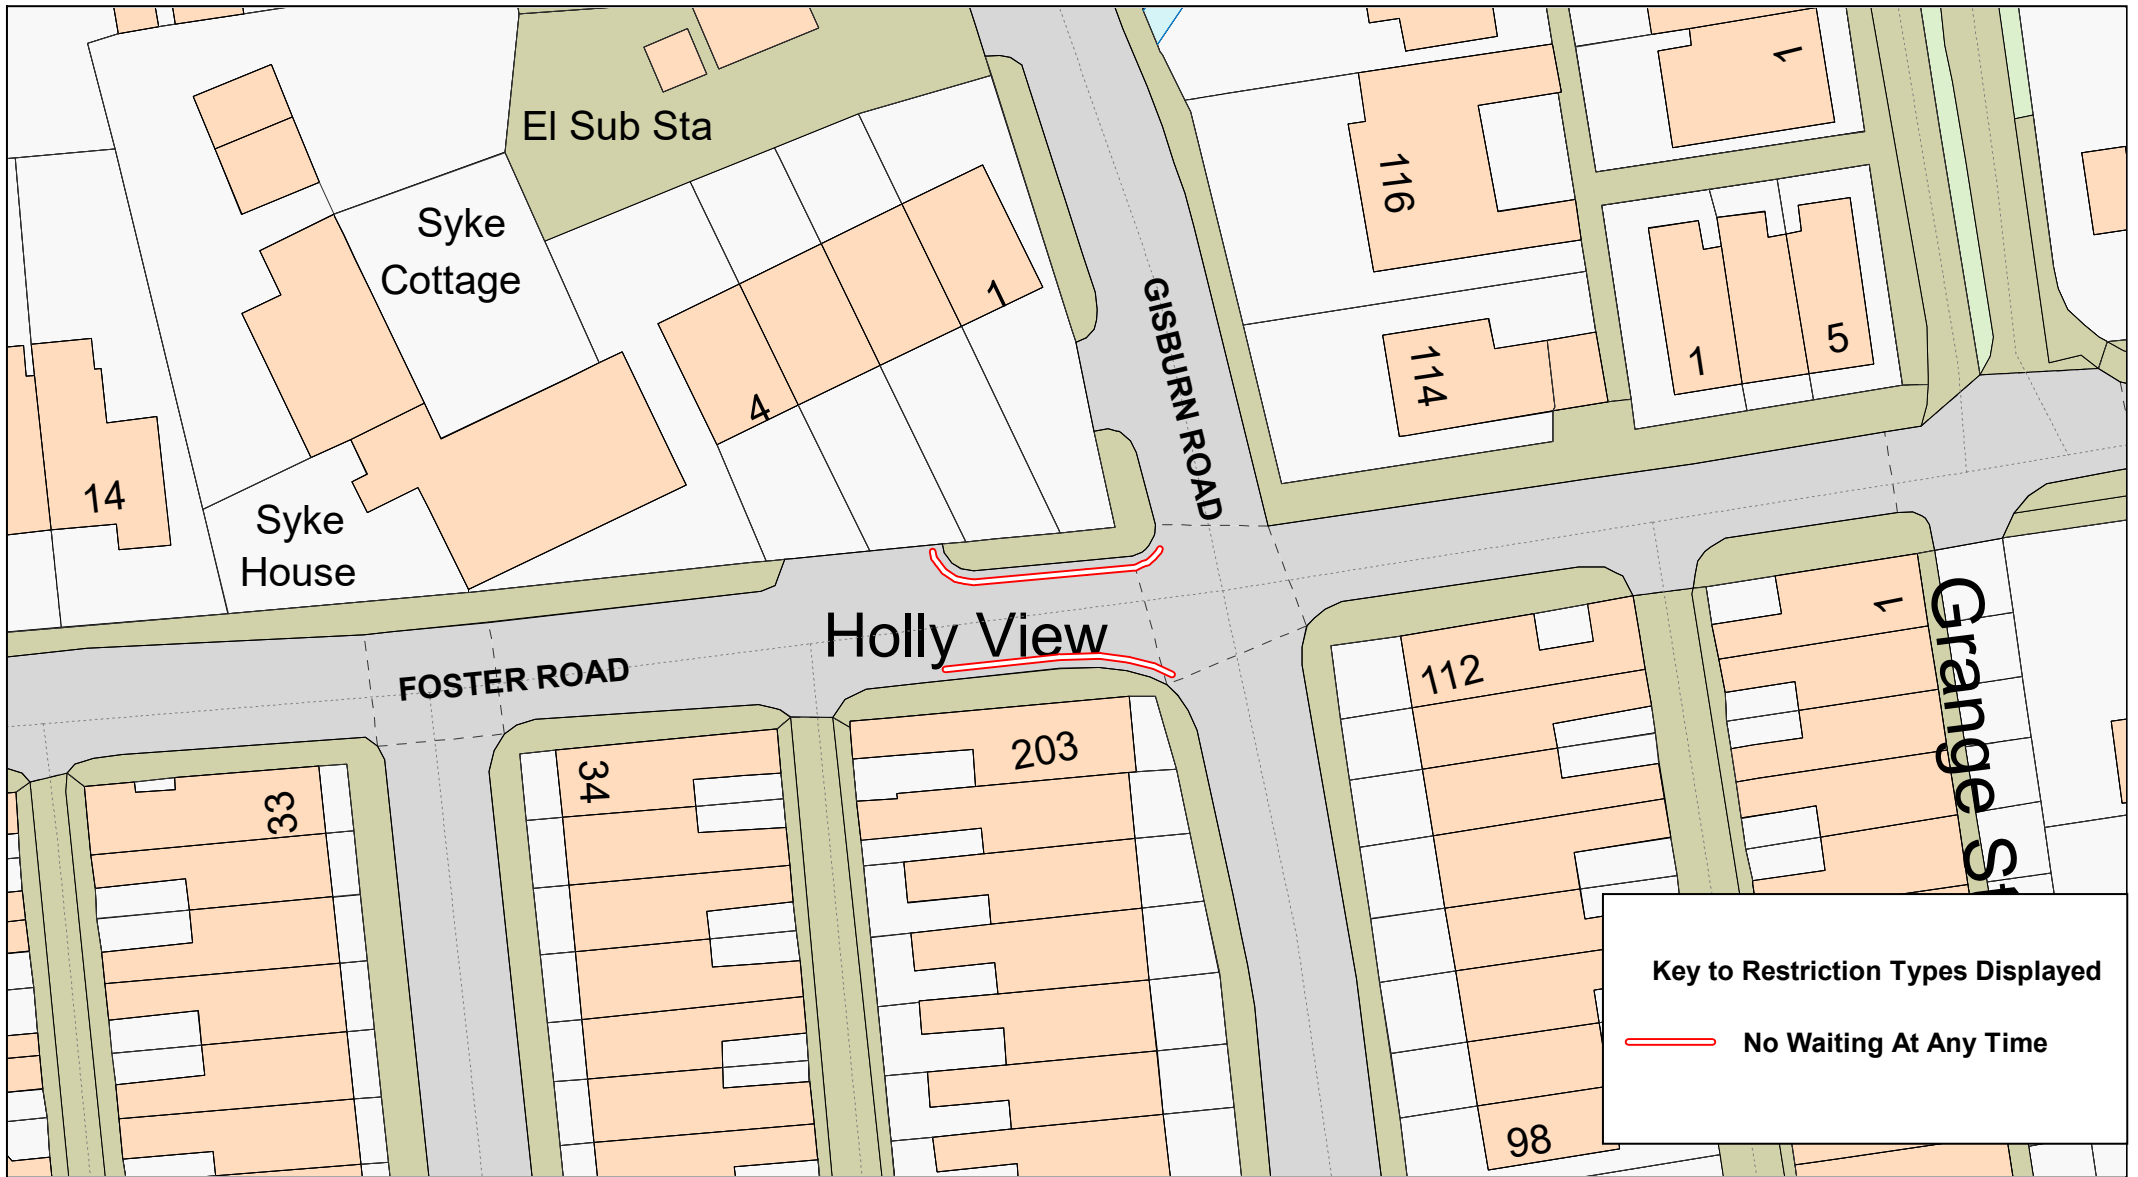 1
El Sub Sta
116
Syke
Cottage
1
GISBURN ROAD
114
1
5
4
14
Syke
House
Holly View
FOSTER ROAD
112
1
Grange
203
34
33
98
Key to Restriction Types Displayed
No Waiting At Any Time